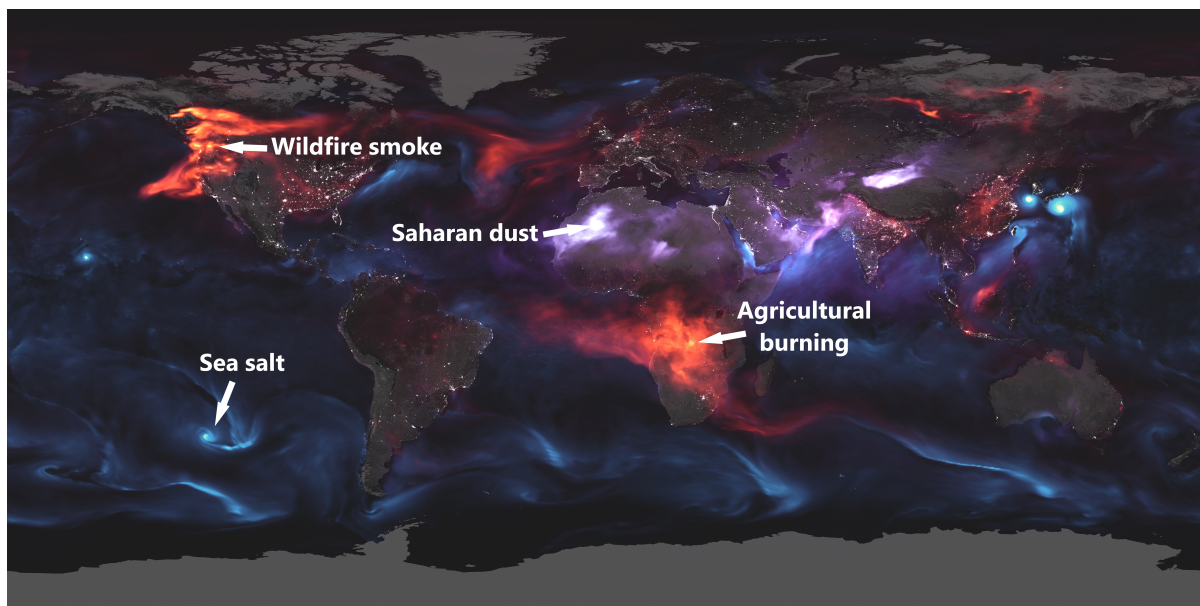 Wildfire smoke
Saharan dust
Agricultural
burning
Sea salt